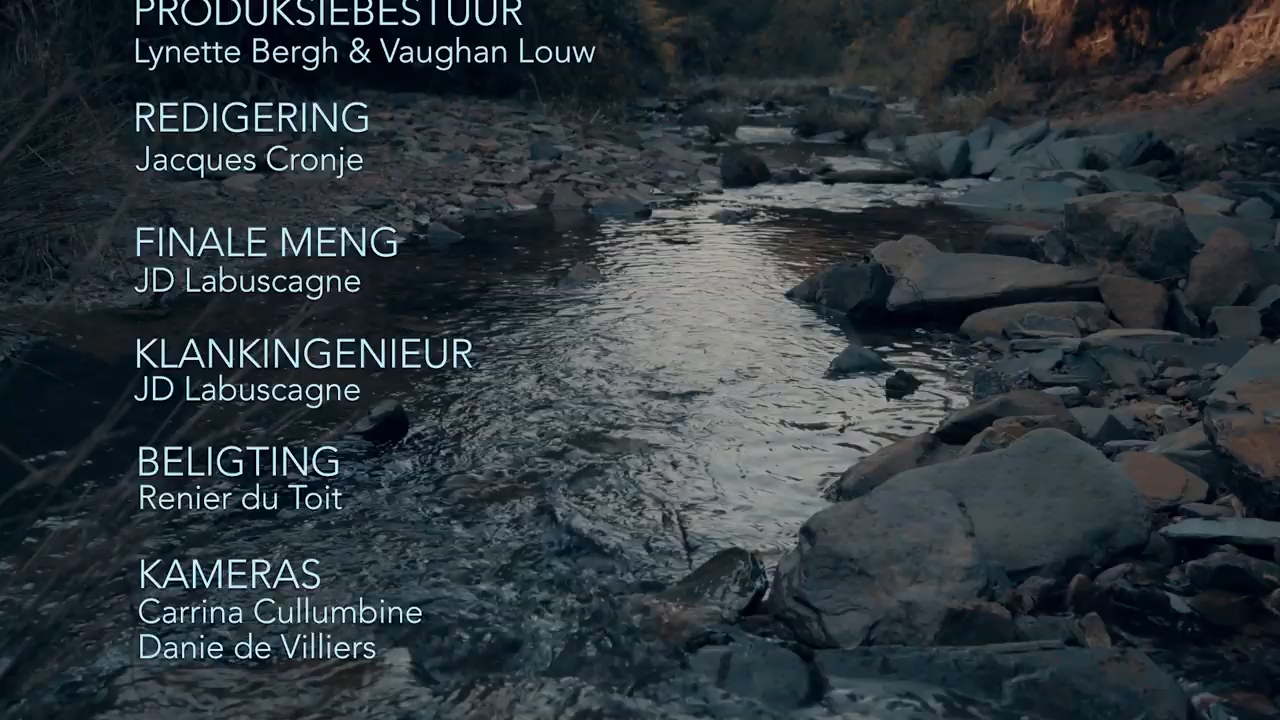 PRODUKSIEBESTUUR
Lynette Bergh & Vaughan Louw
REDIGERING
Jacques Cronje
FINALE MENG
JD Labuscagne
KLANKINGENIEUR
JD Labuscagne
BELIGTING
Renier du Toit
KAMERAS
Carrina Cullumbine
Danie de Villiers